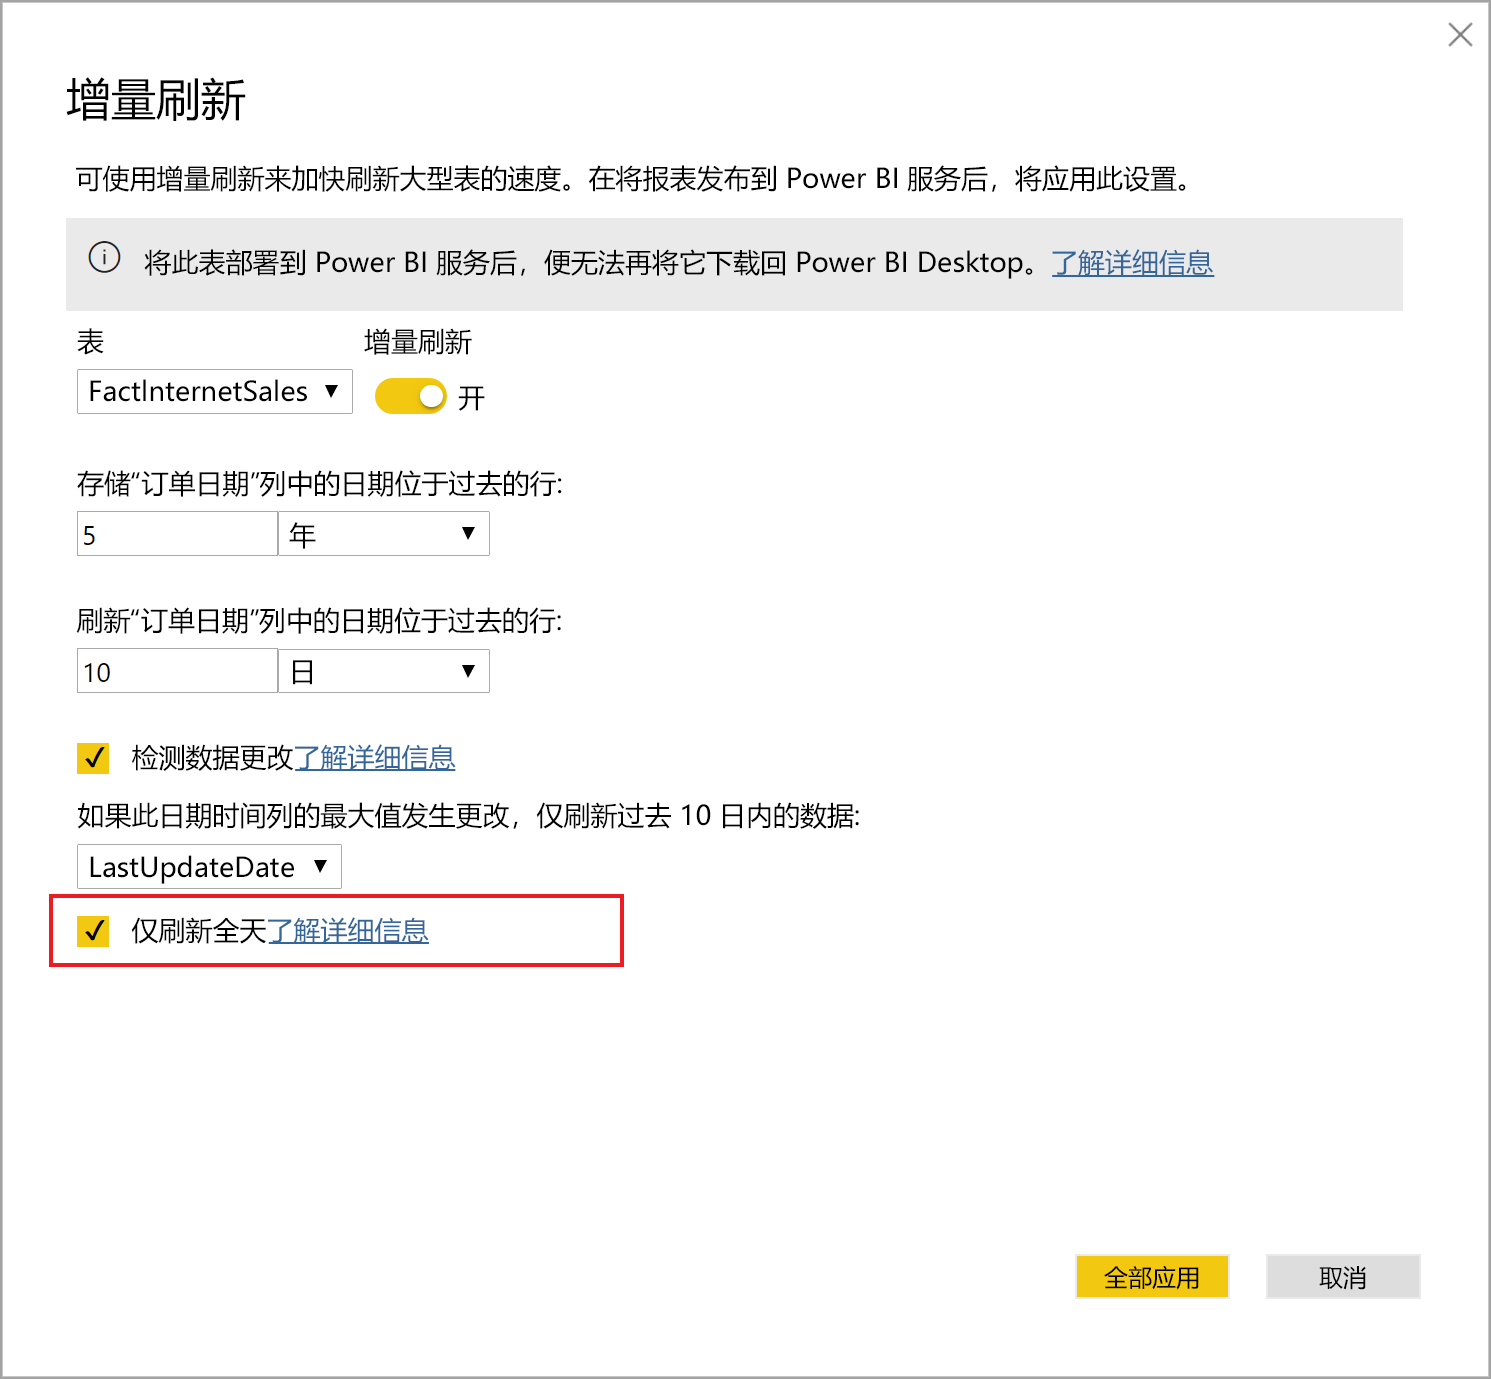 增量刷新
可使用增量刷新来加快刷新大型表的速度。在将报表发布到 Power BI 服务后，将应用此设置。
将此表部署到 Power BI 服务后，便无法再将它下载回 Power BI Desktop。了解详细信息
表 增量刷新
FactInternetSales 开
存储“订单日期”列中的日期位于过去的行:
5 年
刷新“订单日期”列中的日期位于过去的行:
10 日
检测数据更改了解详细信息
如果此日期时间列的最大值发生更改，仅刷新过去 10 日内的数据:
LastUpdateDate
仅刷新全天了解详细信息
全部应用 取消